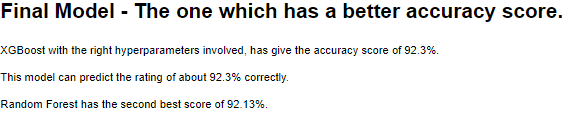 Final Model - The one which has a better accuracy score.
XGBoost with the right hyperparameters involved, has give the accuracy score of 92.3%.
This model can predict the rating of about 92.3% correctly.
Random Forest has the second best score of 92.13%.